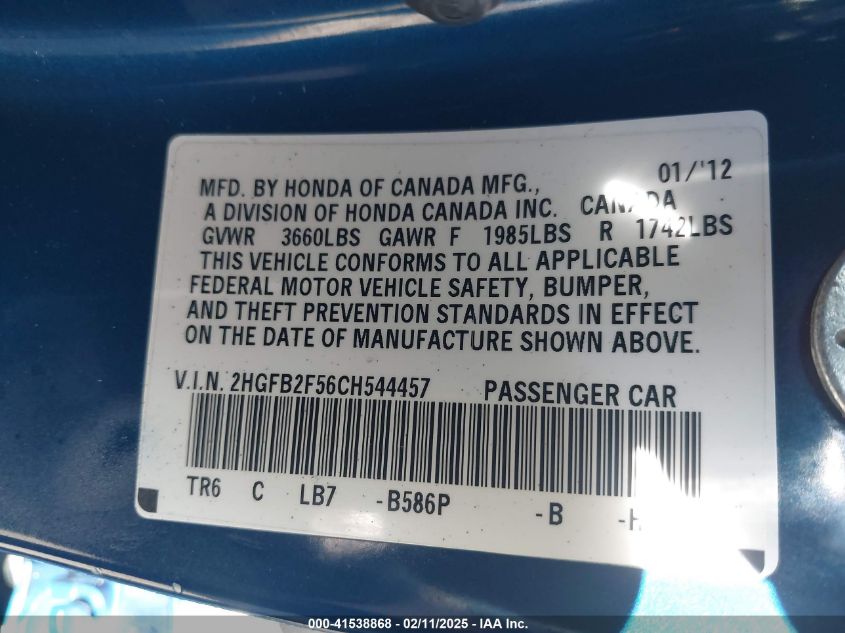 01/'12
MFD. BY HONDA OF CANADA MFG.,
A DIVISION OF HONDA CANADA INC. CANADA
GVWR 3660LBS GAWR F 1985LBS R 1742LBS
THIS VEHICLE CONFORMS TO ALL APPLICABLE
FEDERAL MOTOR VEHICLE SAFETY, BUMPER,
AND THEFT PREVENTION STANDARDS IN EFFECT
ON THE DATE OF MANUFACTURE SHOWN ABOVE.
V.I.N. 2HGFB2F56CH544457 PASSENGER CAR
TR6 C LB7 -B586P -B
000-41538868 - 02/11/2025 - IAA Inc.